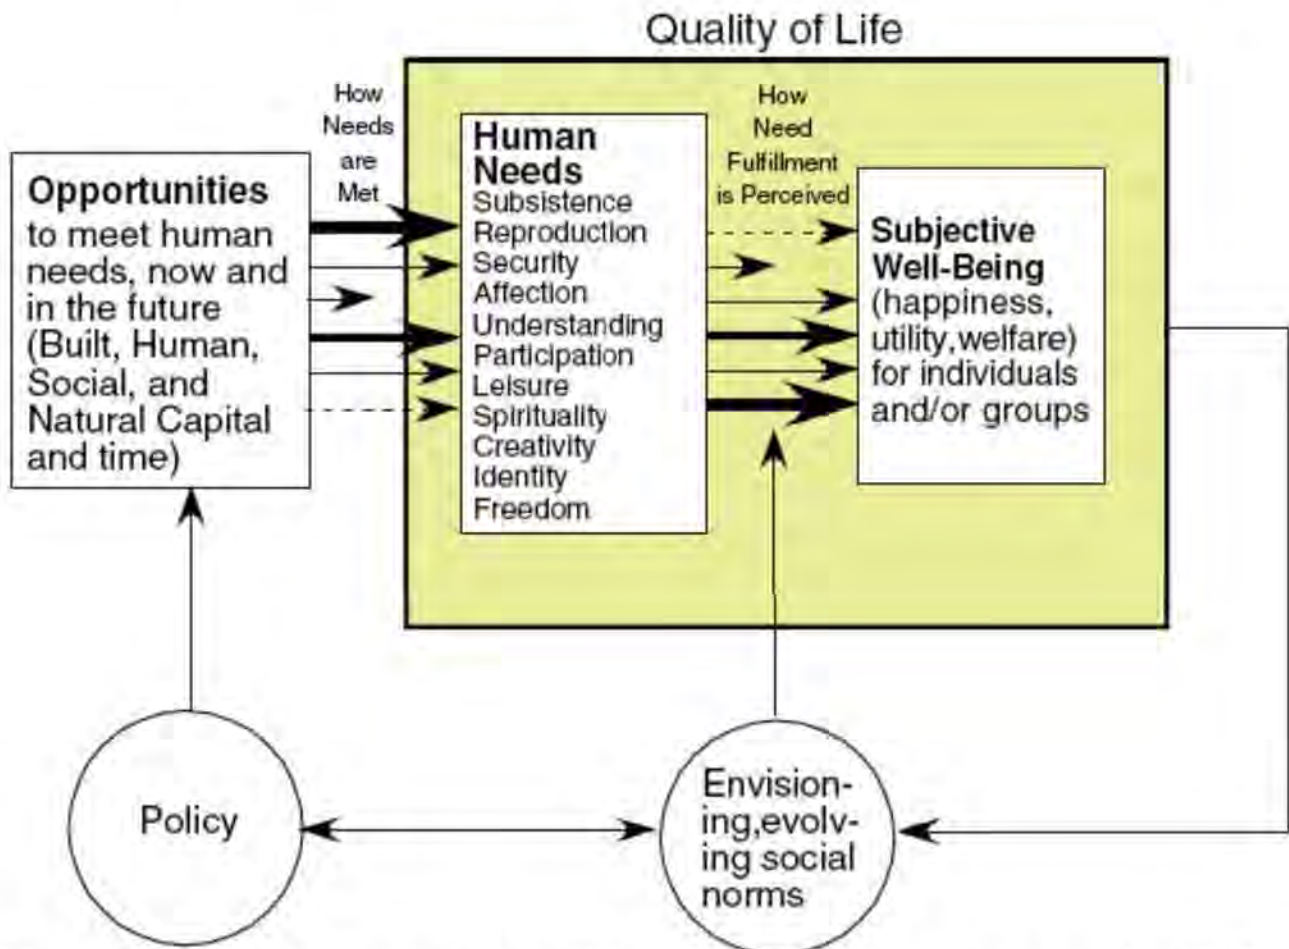 Quality of Life
How
Needs
are
Met
How
Need
Fulfillment
is Perceived
Opportunities
to meet human
needs, now and
in the future
(Built, Human,
Social, and
Natural Capital
and time)
Human
Needs
Subsistence
Reproduction
Security
Affection
Understanding
Participation
Leisure
Spirituality
Creativity
Identity
Freedom
Subjective
Well-Being
(happiness,
utility,welfare)
for individuals
and/or groups
Policy
Envision-
ing,evolv-
ing social
norms